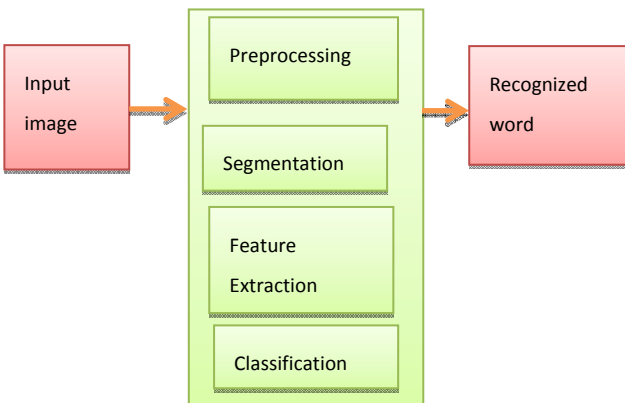 Input
image
Preprocessing
Segmentation
Feature
Extraction
Classification
Recognized
word